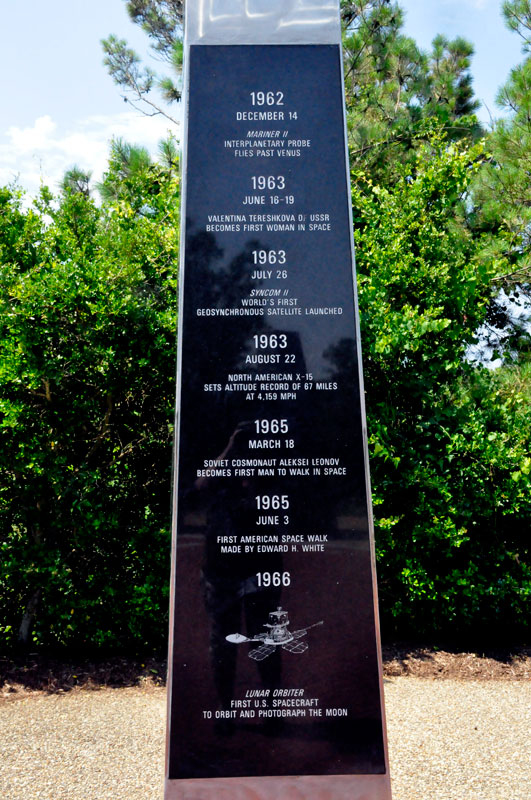 1962
DECEMBER 14
MARINER II
INTERPLANETARY PROBE
FLIES PAST VENUS
1963
JUNE 16-19
VALENTINA TERESHKOVA OF USSR
BECOMES FIRST WOMAN IN SPACE
1963
JULY 26
SYNCOM II
WORLD'S FIRST
GEOSYNCHRONOUS SATELLITE LAUNCHED
1963
AUGUST 22
NORTH AMERICAN X-15
SETS ALTITUDE RECORD OF 67 MILES
AT 4,159 MPH
1965
MARCH 18
SOVIET COSMONAUT ALEKSEI LEONOV
BECOMES FIRST MAN TO WALK IN SPACE
1965
JUNE 3
FIRST AMERICAN SPACE WALK
MADE BY EDWARD H. WHITE
1966
LUNAR ORBITER
FIRST U.S. SPACECRAFT
TO ORBIT AND PHOTOGRAPH THE MOON